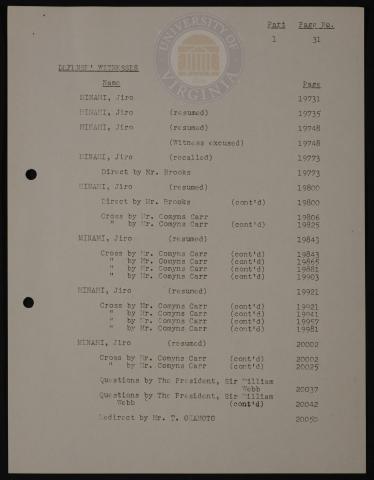 Part Page No.
1 31
UNIVERSITY OF VIRGINIA
DEFENSE' WITNESSES
Name Page
MINAMI, Jiro 19731
MINAMI, Jiro (resumed) 19735
MINAMI, Jiro (resumed) 19748
(Witness excused) 19748
MINAMI, Jiro (recalled) 19773
Direct by Mr. Brooks 19773
MINAMI, Jiro (resumed) 19800
Direct by Mr. Brooks (cont'd) 19800
Cross by Mr. Comyns Carr 19806
" by Mr. Comyns Carr (cont'd) 19825
MINAMI, Jiro (resumed) 19843
Cross by Mr. Comyns Carr (cont'd) 19843
" by Mr. Comyns Carr (cont'd) 19865
" by Mr. Comyns Carr (cont'd) 19881
" by Mr. Comyns Carr (cont'd) 19903
MINAMI, Jiro (resumed) 19921
Cross by Mr. Comyns Carr (cont'd) 19921
" by Mr. Comyns Carr (cont'd) 19941
" by Mr. Comyns Carr (cont'd) 19957
" by Mr. Comyns Carr (cont'd) 19981
MINAMI, Jiro (resumed) 20002
Cross by Mr. Comyns Carr (cont'd) 20002
" by Mr. Comyns Carr (cont'd) 20025
Questions by The President, Sir William
Webb 20037
Questions by The President, Sir William
Webb (cont'd) 20042
Redirect by Mr. T. OKAMOTO 20050